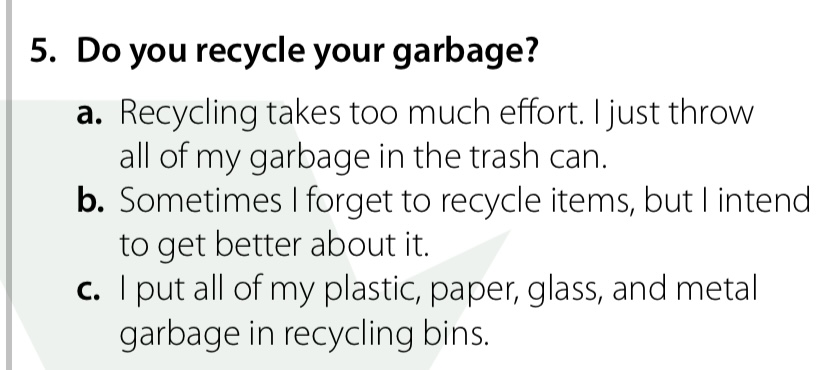 5. Do you recycle your garbage?
a. Recycling takes too much effort. I just throw
all of my garbage in the trash can.
b. Sometimes I forget to recycle items, but I intend
to get better about it.
c. I put all of my plastic, paper, glass, and metal
garbage in recycling bins.